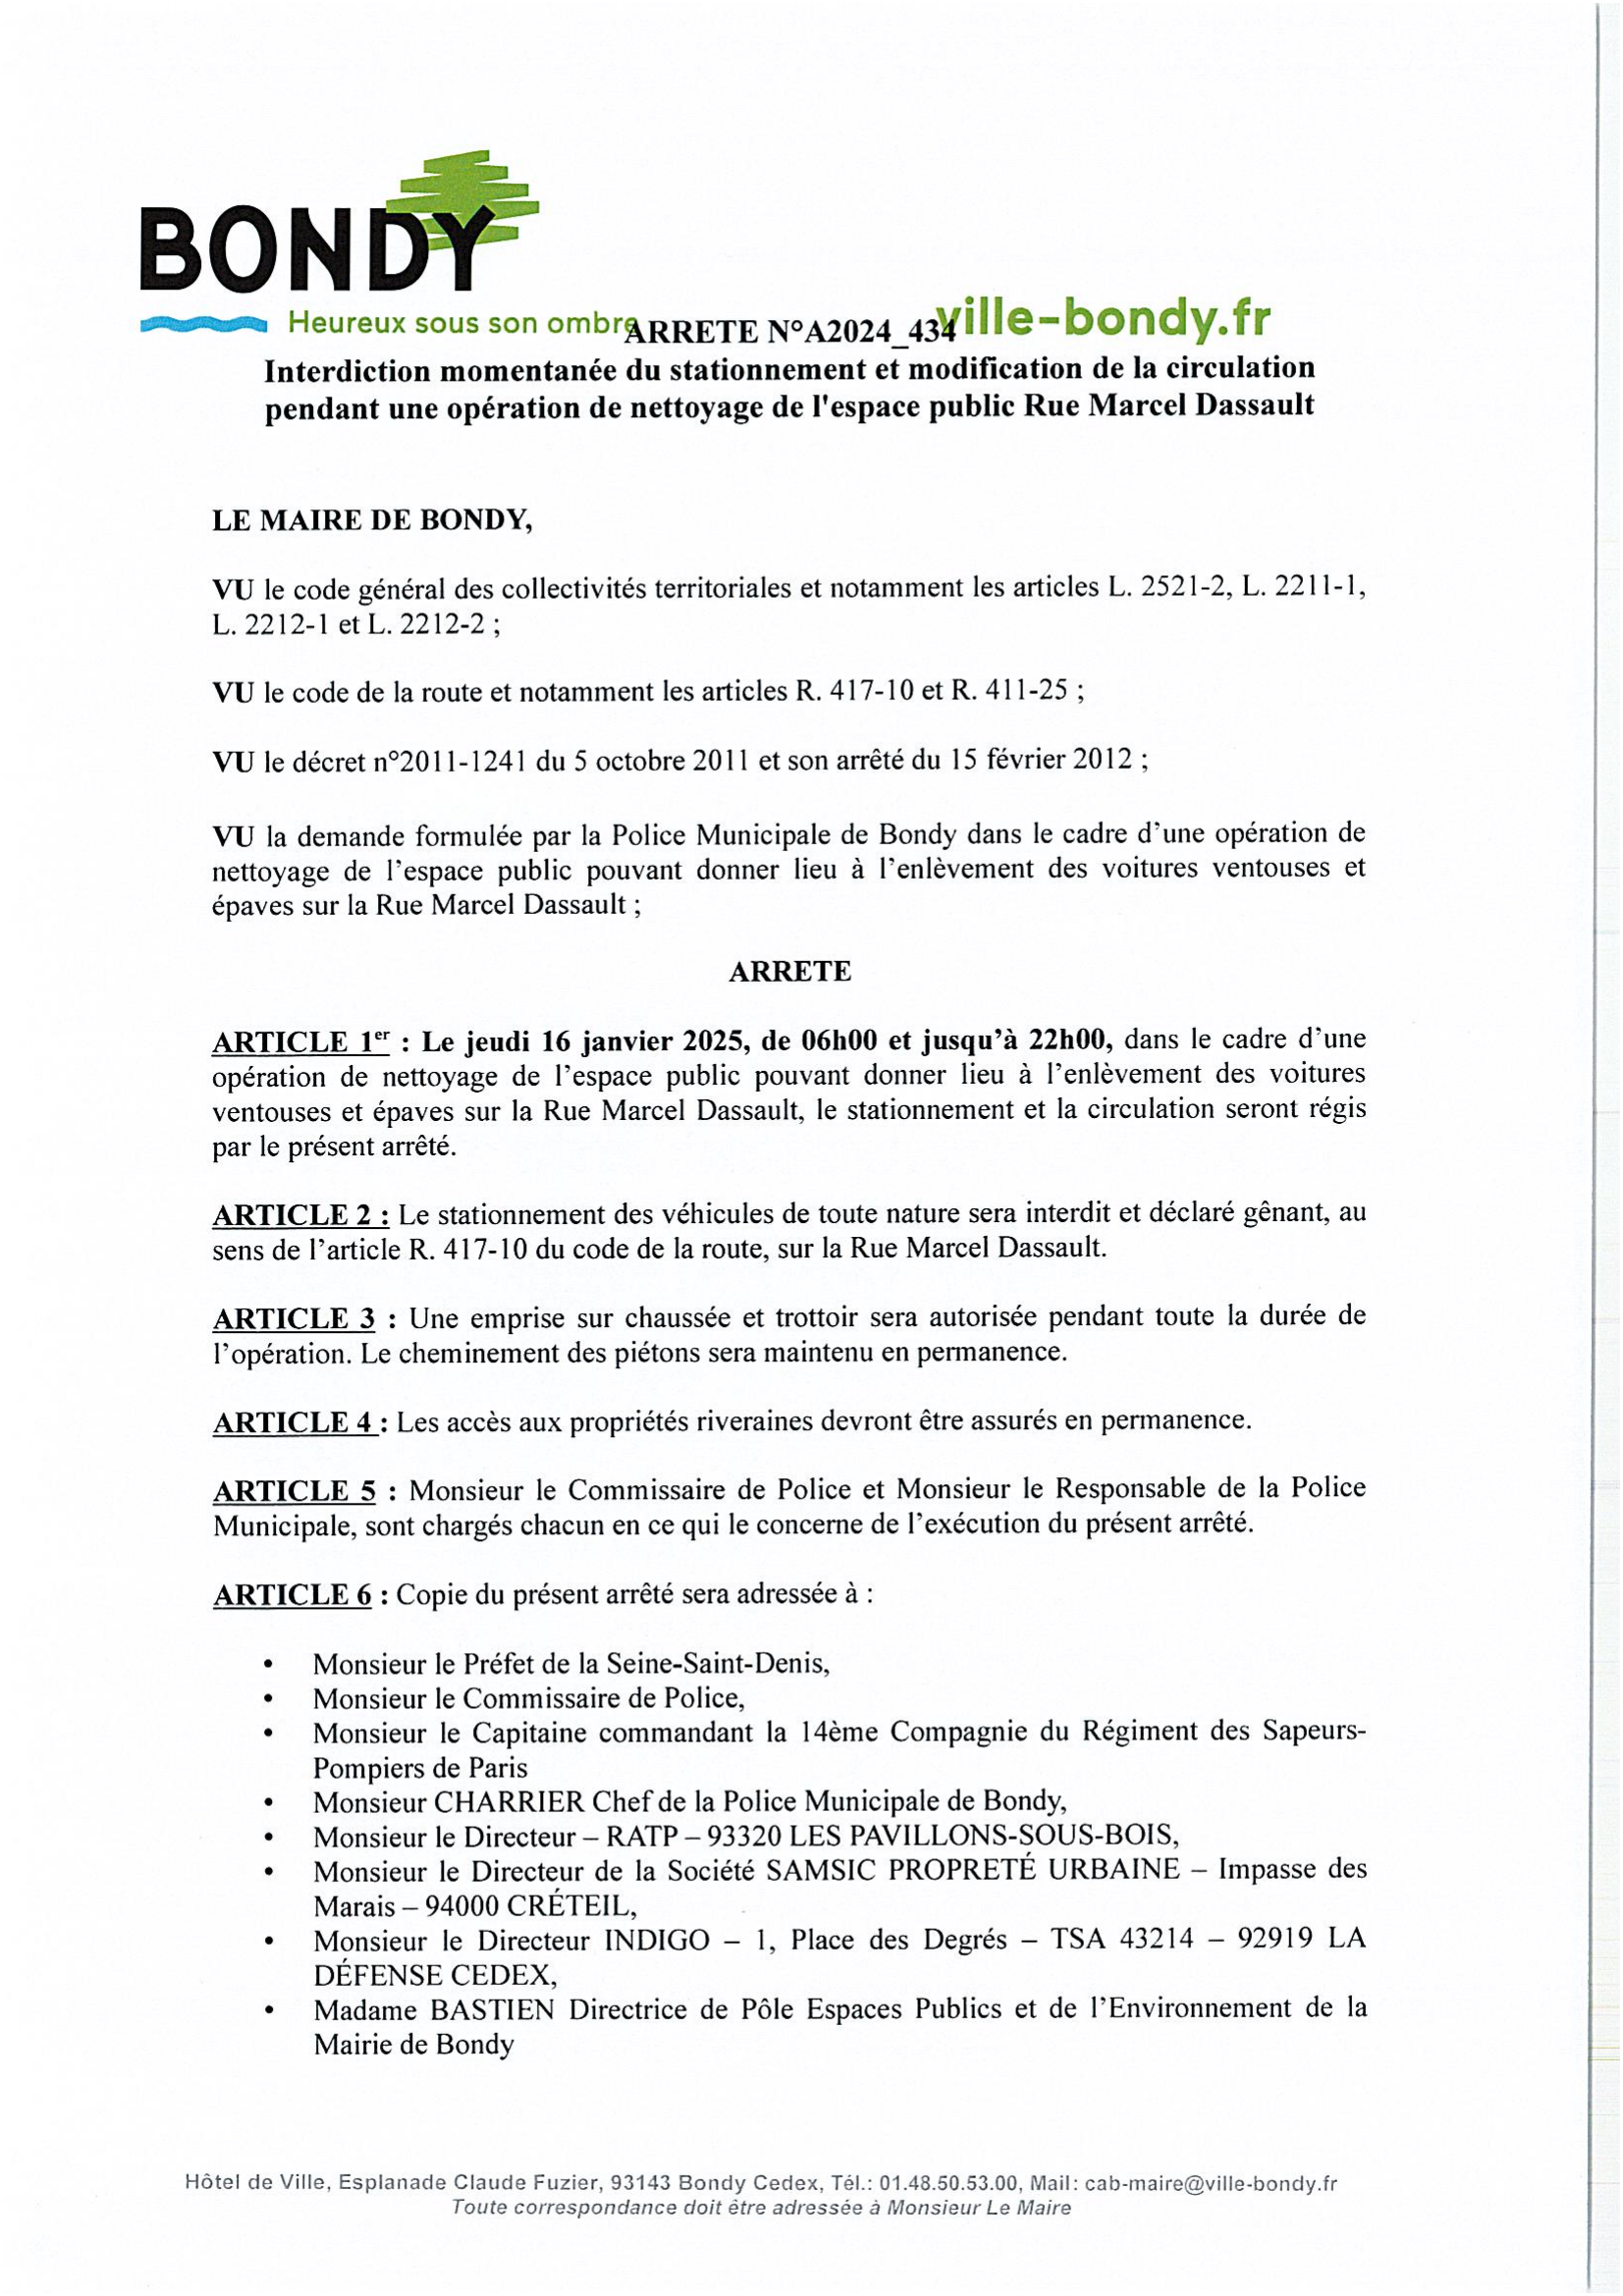 BONDY
Heureux sous son ombre
ville-bondy.fr
ARRETE N°A2024_434
Interdiction momentanée du stationnement et modification de la circulation
pendant une opération de nettoyage de l'espace public Rue Marcel Dassault
LE MAIRE DE BONDY,
VU le code général des collectivités territoriales et notamment les articles L. 2521-2, L. 2211-1,
L. 2212-1 et L. 2212-2 ;
VU le code de la route et notamment les articles R. 417-10 et R. 411-25 ;
VU le décret n°2011-1241 du 5 octobre 2011 et son arrêté du 15 février 2012 ;
VU la demande formulée par la Police Municipale de Bondy dans le cadre d’une opération de
nettoyage de l’espace public pouvant donner lieu à l’enlèvement des voitures ventouses et
épaves sur la Rue Marcel Dassault ;
ARRETE
ARTICLE 1er : Le jeudi 16 janvier 2025, de 06h00 et jusqu’à 22h00, dans le cadre d’une
opération de nettoyage de l’espace public pouvant donner lieu à l’enlèvement des voitures
ventouses et épaves sur la Rue Marcel Dassault, le stationnement et la circulation seront régis
par le présent arrêté.
ARTICLE 2 : Le stationnement des véhicules de toute nature sera interdit et déclaré gênant, au
sens de l’article R. 417-10 du code de la route, sur la Rue Marcel Dassault.
ARTICLE 3 : Une emprise sur chaussée et trottoir sera autorisée pendant toute la durée de
l’opération. Le cheminement des piétons sera maintenu en permanence.
ARTICLE 4 : Les accès aux propriétés riveraines devront être assurés en permanence.
ARTICLE 5 : Monsieur le Commissaire de Police et Monsieur le Responsable de la Police
Municipale, sont chargés chacun en ce qui le concerne de l’exécution du présent arrêté.
ARTICLE 6 : Copie du présent arrêté sera adressée à :
• Monsieur le Préfet de la Seine-Saint-Denis,
• Monsieur le Commissaire de Police,
• Monsieur le Capitaine commandant la 14ème Compagnie du Régiment des Sapeurs-
Pompiers de Paris
• Monsieur CHARRIER Chef de la Police Municipale de Bondy,
• Monsieur le Directeur – RATP – 93320 LES PAVILLONS-SOUS-BOIS,
• Monsieur le Directeur de la Société SAMSIC PROPRETÉ URBAINE – Impasse des
Marais – 94000 CRÉTEIL,
• Monsieur le Directeur INDIGO – 1, Place des Degrés – TSA 43214 – 92919 LA
DÉFENSE CEDEX,
• Madame BASTIEN Directrice de Pôle Espaces Publics et de l’Environnement de la
Mairie de Bondy
Hôtel de Ville, Esplanade Claude Fuzier, 93143 Bondy Cedex, Tél.: 01.48.50.53.00, Mail: cab-maire@ville-bondy.fr
Toute correspondance doit être adressée à Monsieur Le Maire